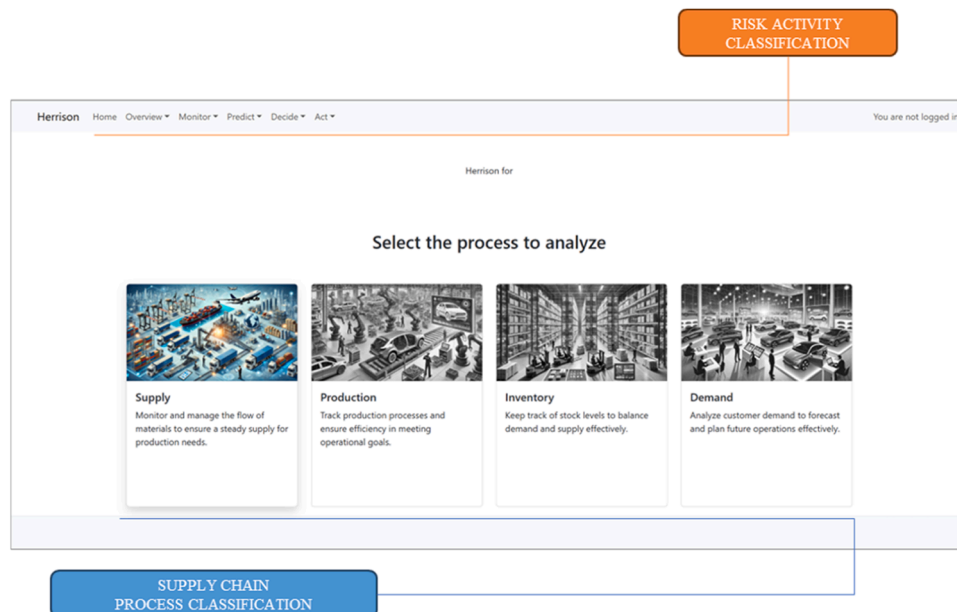 RISK ACTIVITY
CLASSIFICATION
Herrison Home Overview Monitor Predict Decide Act You are not logged in
Herrison for
Select the process to analyze
Supply
Monitor and manage the flow of
materials to ensure a steady supply for
production needs.
Production
Track production processes and
ensure efficiency in meeting
operational goals.
Inventory
Keep track of stock levels to balance
demand and supply effectively.
Demand
Analyze customer demand to forecast
and plan future operations effectively.
SUPPLY CHAIN
PROCESS CLASSIFICATION